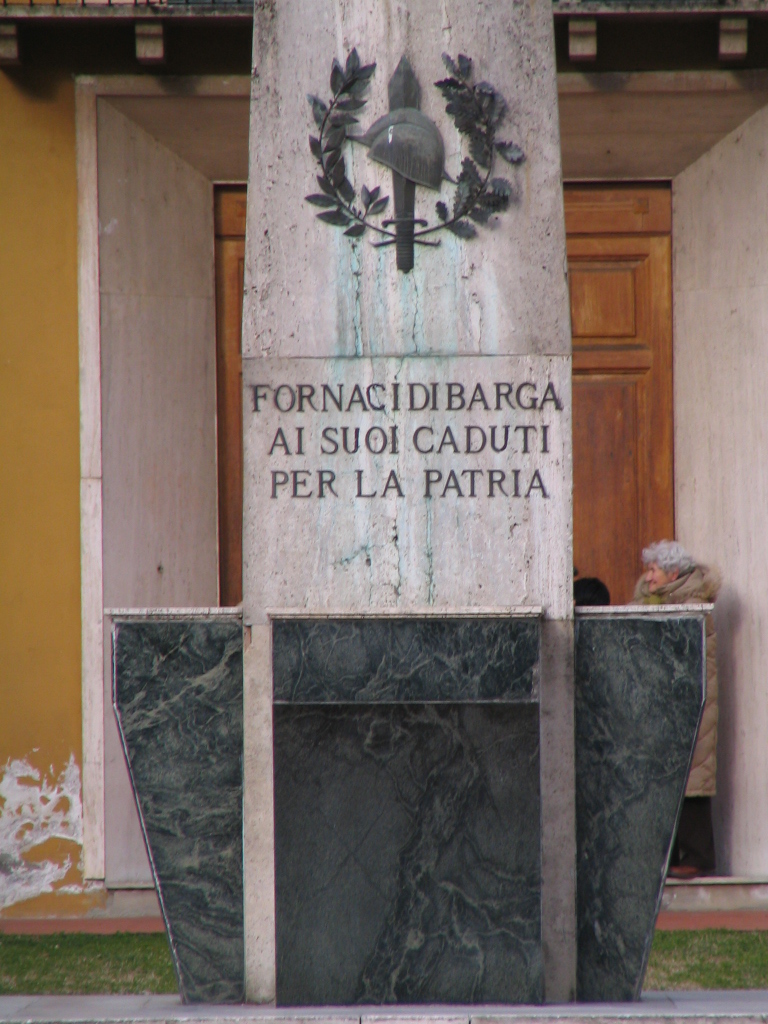 FORNACI DI BARGA
AI SUOI CADUTI
PER LA PATRIA